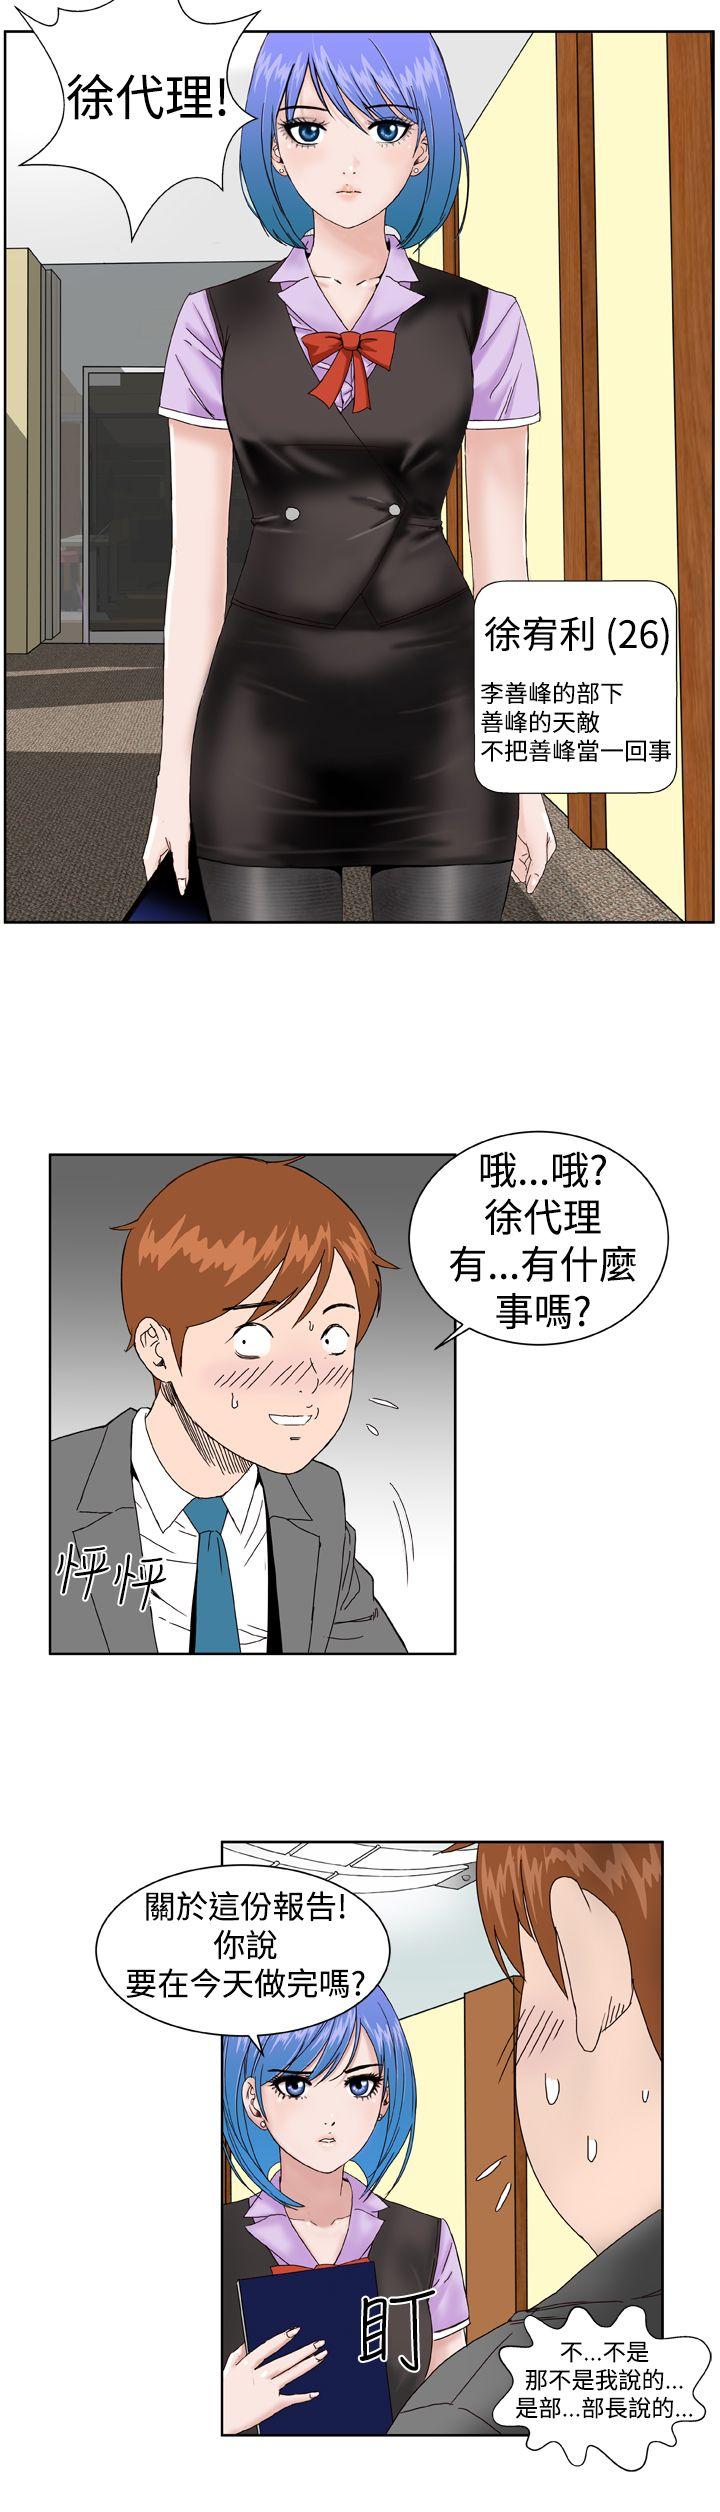 徐代理!
徐宥利 (26)
李善峰的部下
善峰的天敵
不把善峰當一回事
哦...哦?
徐代理
有...有什麼
事嗎?
怦怦
關於這份報告!
你說
要在今天做完嗎?
盯
不...不是
那不是我說的...
是部...部長說的...